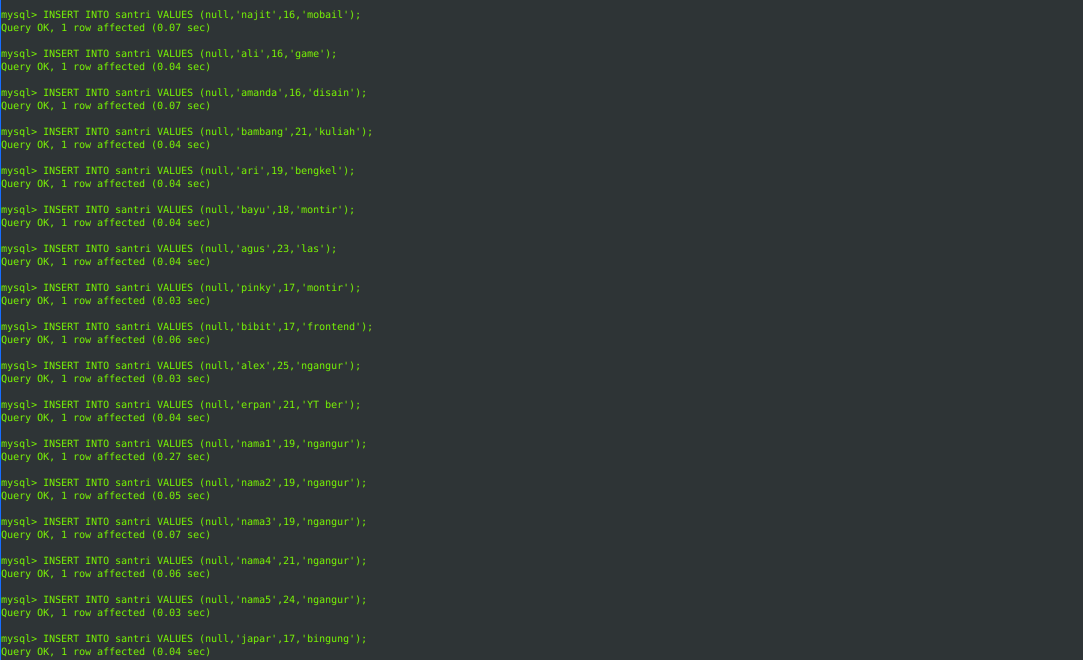 mysql> INSERT INTO santri VALUES (null,'najit',16,'mobail');
Query OK, 1 row affected (0.07 sec)
mysql> INSERT INTO santri VALUES (null,'ali',16,'game');
Query OK, 1 row affected (0.04 sec)
mysql> INSERT INTO santri VALUES (null,'amanda',16,'disain');
Query OK, 1 row affected (0.07 sec)
mysql> INSERT INTO santri VALUES (null,'bambang',21,'kuliah');
Query OK, 1 row affected (0.04 sec)
mysql> INSERT INTO santri VALUES (null,'ari',19,'bengkel');
Query OK, 1 row affected (0.04 sec)
mysql> INSERT INTO santri VALUES (null,'bayu',18,'montir');
Query OK, 1 row affected (0.04 sec)
mysql> INSERT INTO santri VALUES (null,'agus',23,'las');
Query OK, 1 row affected (0.04 sec)
mysql> INSERT INTO santri VALUES (null,'pinky',17,'montir');
Query OK, 1 row affected (0.03 sec)
mysql> INSERT INTO santri VALUES (null,'bibit',17,'frontend');
Query OK, 1 row affected (0.06 sec)
mysql> INSERT INTO santri VALUES (null,'alex',25,'ngangur');
Query OK, 1 row affected (0.03 sec)
mysql> INSERT INTO santri VALUES (null,'erpan',21,'YT ber');
Query OK, 1 row affected (0.04 sec)
mysql> INSERT INTO santri VALUES (null,'nama1',19,'ngangur');
Query OK, 1 row affected (0.27 sec)
mysql> INSERT INTO santri VALUES (null,'nama2',19,'ngangur');
Query OK, 1 row affected (0.05 sec)
mysql> INSERT INTO santri VALUES (null,'nama3',19,'ngangur');
Query OK, 1 row affected (0.07 sec)
mysql> INSERT INTO santri VALUES (null,'nama4',21,'ngangur');
Query OK, 1 row affected (0.06 sec)
mysql> INSERT INTO santri VALUES (null,'nama5',24,'ngangur');
Query OK, 1 row affected (0.03 sec)
mysql> INSERT INTO santri VALUES (null,'japar',17,'bingung');
Query OK, 1 row affected (0.04 sec)